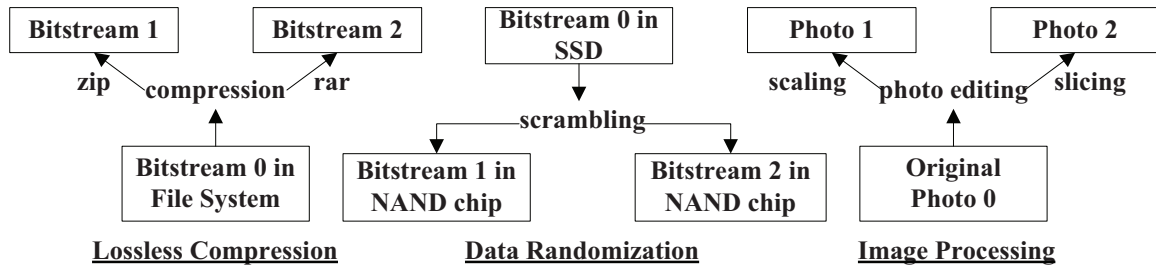 Bitstream 1
Bitstream 2
zip
compression
rar
Bitstream 0 in
File System
Lossless Compression
Bitstream 0 in
SSD
scrambling
Bitstream 1 in
NAND chip
Bitstream 2 in
NAND chip
Data Randomization
Photo 1
Photo 2
scaling
photo editing
slicing
Original
Photo 0
Image Processing